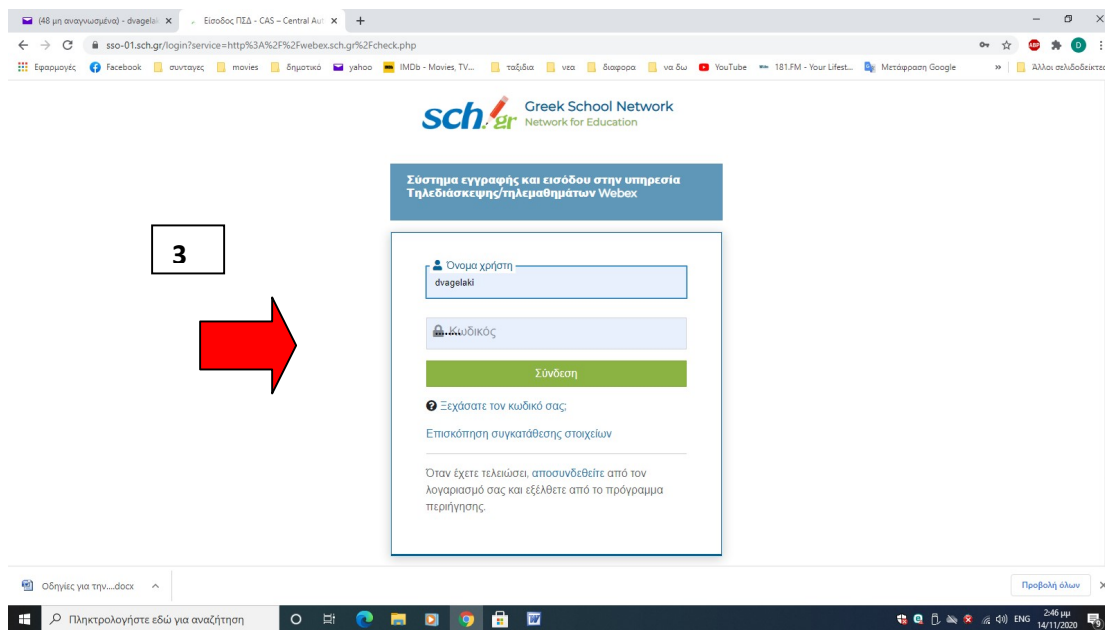 (48 μη αναγνωσμένα) - dvagelai
Είσοδος ΠΣΔ - CAS – Central Aut
sso-01.sch.gr/login?service=http%3A%2F%2Fwebex.sch.gr%2Fcheck.php
ABP
D
Εφαρμογές
Facebook
συνταγες
movies
δημοτικό
yahoo
IMDb - Movies, TV...
ταξιδια
νεα
διαφορα
να δω
YouTube
181.FM - Your Lifest...
Μετάφραση Google
»
Άλλοι σελιδοδείκτες
sch.gr
Greek School Network
Network for Education
Σύστημα εγγραφής και εισόδου στην υπηρεσία
Τηλεδιάσκεψης/τηλεμαθημάτων Webex
3
Όνομα χρήστη
dvagelaki
Κωδικός
Σύνδεση
Ξεχάσατε τον κωδικό σας;
Επισκόπηση συγκατάθεσης στοιχείων
Όταν έχετε τελειώσει, αποσυνδεθείτε από τον
λογαριασμό σας και εξέλθετε από το πρόγραμμα
περιήγησης.
Οδηγίες για την....docx
Προβολή όλων
Πληκτρολογήστε εδώ για αναζήτηση
ENG
2:46 μμ
14/11/2020